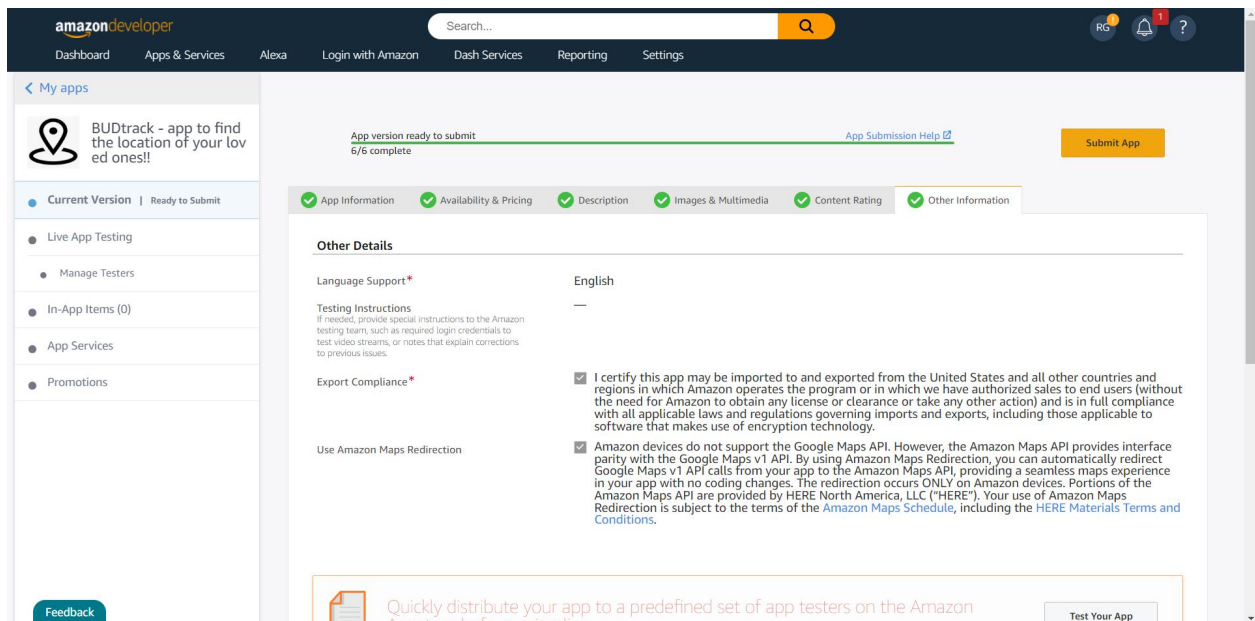 amazondeveloper
Search...
RG ! 1 ?
Dashboard Apps & Services Alexa Login with Amazon Dash Services Reporting Settings
My apps
BUDtrack - app to find
the location of your lov
ed ones!!
Current Version | Ready to Submit
Live App Testing
Manage Testers
In-App Items (0)
App Services
Promotions
Feedback
App version ready to submit
App Submission Help
6/6 complete
Submit App
App Information Availability & Pricing Description Images & Multimedia Content Rating Other Information
Other Details
Language Support*
English
Testing Instructions
—
If needed, provide special instructions to the Amazon
testing team, such as required login credentials to
test video streams, or notes that explain corrections
to previous issues.
Export Compliance*
I certify this app may be imported to and exported from the United States and all other countries and
regions in which Amazon operates the program or in which we have authorized sales to end users (without
the need for Amazon to obtain any license or clearance or take any other action) and is in full compliance
with all applicable laws and regulations governing imports and exports, including those applicable to
software that makes use of encryption technology.
Use Amazon Maps Redirection
Amazon devices do not support the Google Maps API. However, the Amazon Maps API provides interface
parity with the Google Maps v1 API. By using Amazon Maps Redirection, you can automatically redirect
Google Maps v1 API calls from your app to the Amazon Maps API, providing a seamless maps experience
in your app with no coding changes. The redirection occurs ONLY on Amazon devices. Portions of the
Amazon Maps API are provided by HERE North America, LLC (“HERE”). Your use of Amazon Maps
Redirection is subject to the terms of the Amazon Maps Schedule, including the HERE Materials Terms and
Conditions.
Quickly distribute your app to a predefined set of app testers on the Amazon
Test Your App